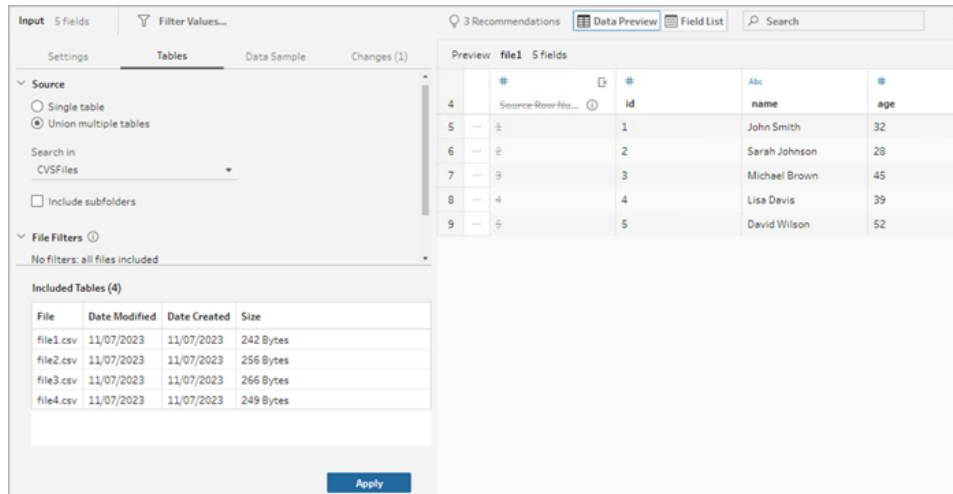 Input 5 fields Filter Values...
3 Recommendations Data Preview Field List Search
Settings Tables Data Sample Changes (1)
Source
Single table
Union multiple tables
Search in
CVSFiles
Include subfolders
File Filters
No filters: all files included
Included Tables (4)
File Date Modified Date Created Size
file1.csv 11/07/2023 11/07/2023 242 Bytes
file2.csv 11/07/2023 11/07/2023 256 Bytes
file3.csv 11/07/2023 11/07/2023 266 Bytes
file4.csv 11/07/2023 11/07/2023 249 Bytes
Apply
Preview file1 5 fields
# # Abc #
4 Source Row Nu... id name age
5 1 1 John Smith 32
6 2 2 Sarah Johnson 28
7 3 3 Michael Brown 45
8 4 4 Lisa Davis 39
9 5 5 David Wilson 52